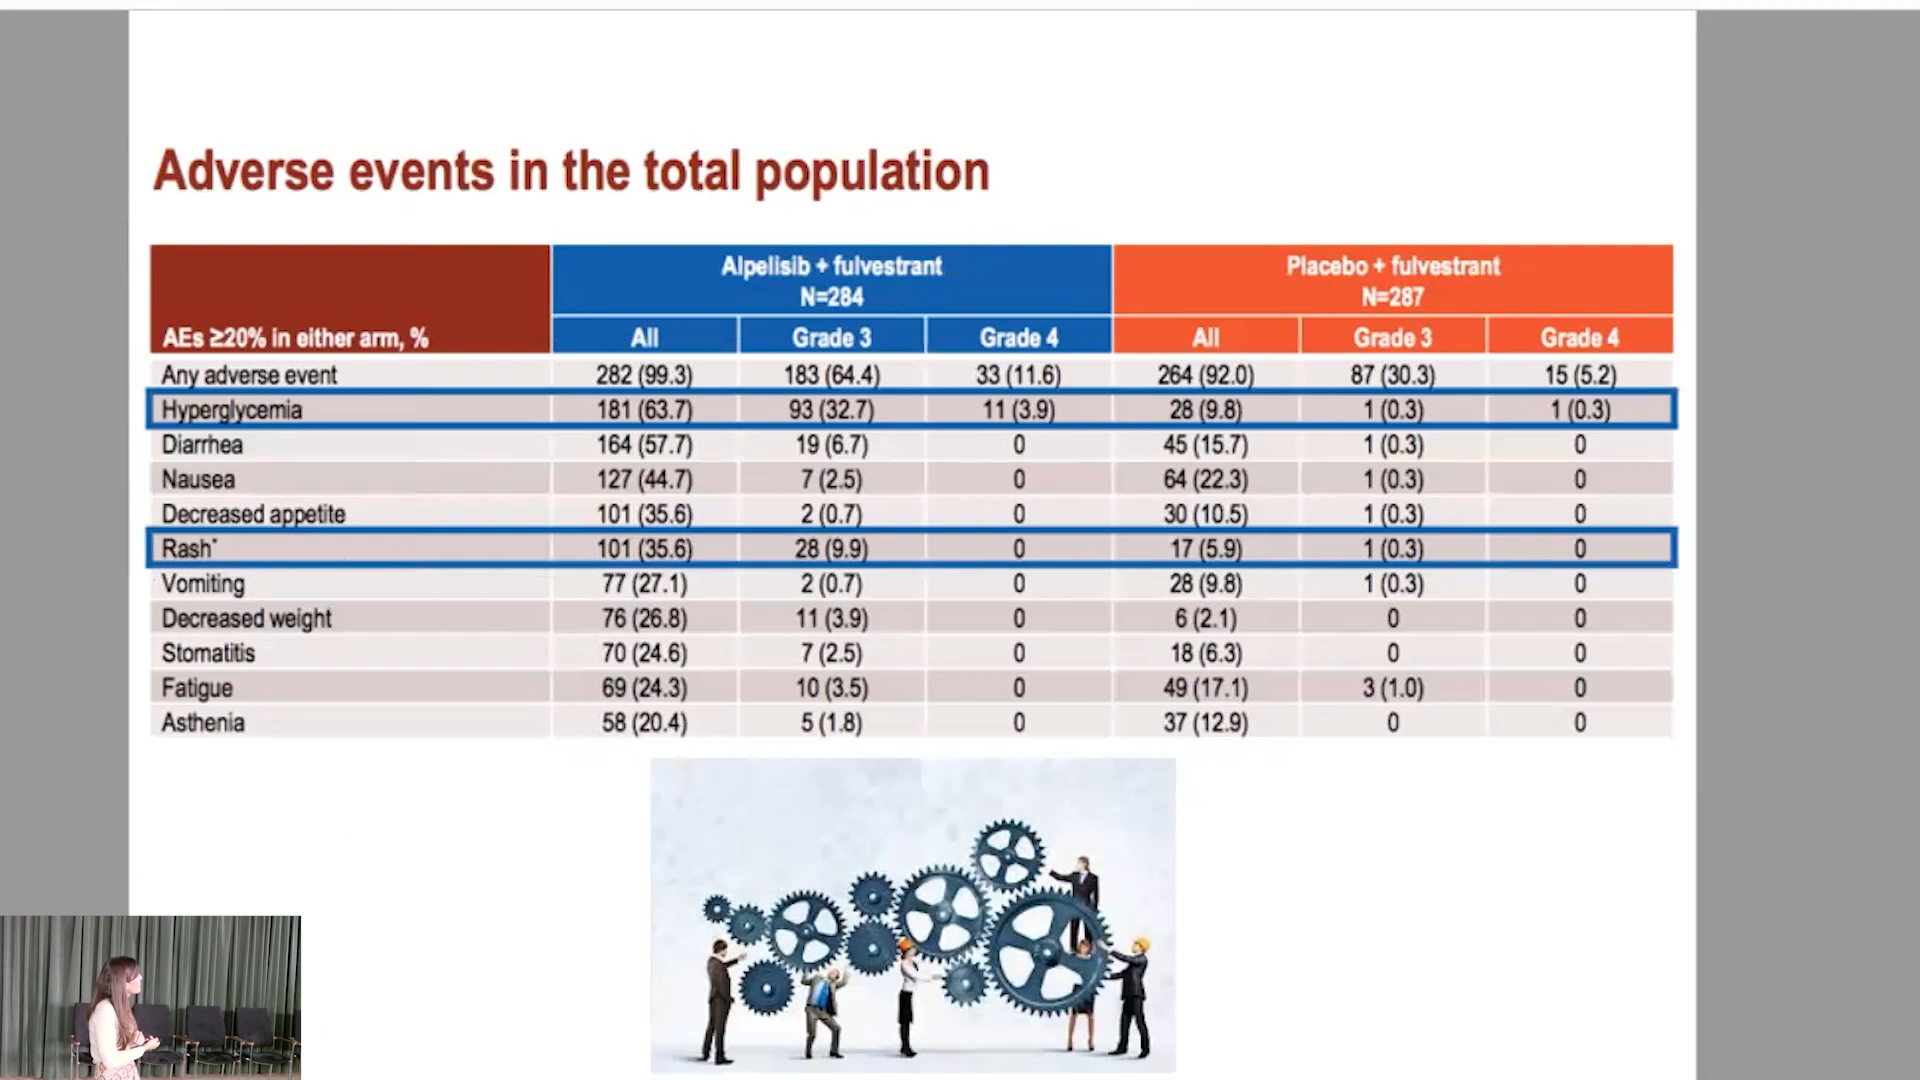 Adverse events in the total population
Alpelisib + fulvestrant Placebo + fulvestrant
N=284 N=287
AEs ≥20% in either arm, % All Grade 3 Grade 4 All Grade 3 Grade 4
Any adverse event 282 (99.3) 183 (64.4) 33 (11.6) 264 (92.0) 87 (30.3) 15 (5.2)
Hyperglycemia 181 (63.7) 93 (32.7) 11 (3.9) 28 (9.8) 1 (0.3) 1 (0.3)
Diarrhea 164 (57.7) 19 (6.7) 0 45 (15.7) 1 (0.3) 0
Nausea 127 (44.7) 7 (2.5) 0 64 (22.3) 1 (0.3) 0
Decreased appetite 101 (35.6) 2 (0.7) 0 30 (10.5) 1 (0.3) 0
Rash* 101 (35.6) 28 (9.9) 0 17 (5.9) 1 (0.3) 0
Vomiting 77 (27.1) 2 (0.7) 0 28 (9.8) 1 (0.3) 0
Decreased weight 76 (26.8) 11 (3.9) 0 6 (2.1) 0 0
Stomatitis 70 (24.6) 7 (2.5) 0 18 (6.3) 0 0
Fatigue 69 (24.3) 10 (3.5) 0 49 (17.1) 3 (1.0) 0
Asthenia 58 (20.4) 5 (1.8) 0 37 (12.9) 0 0